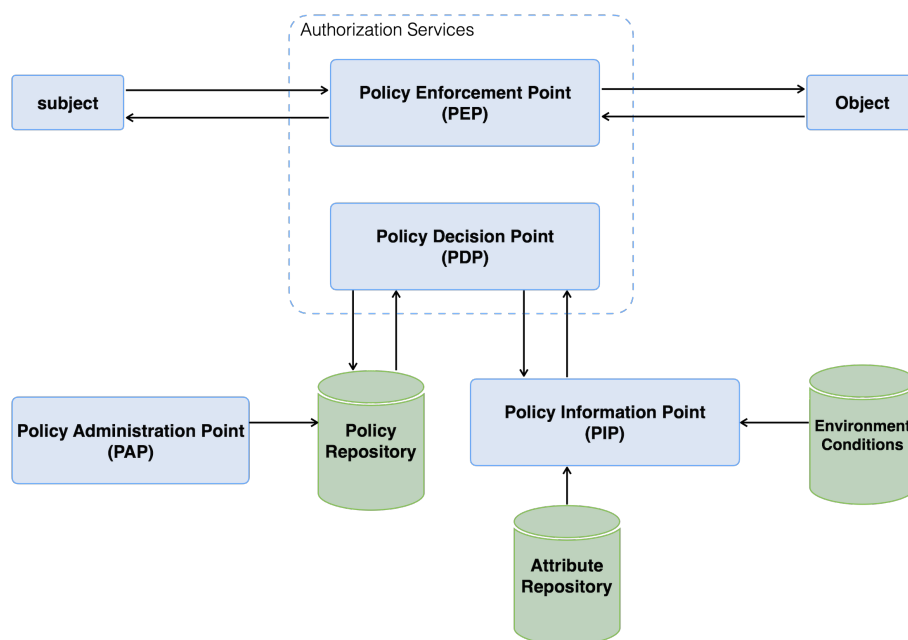 Authorization Services
subject
Policy Enforcement Point
(PEP)
Object
Policy Decision Point
(PDP)
Policy Administration Point
(PAP)
Policy
Repository
Policy Information Point
(PIP)
Environment
Conditions
Attribute
Repository